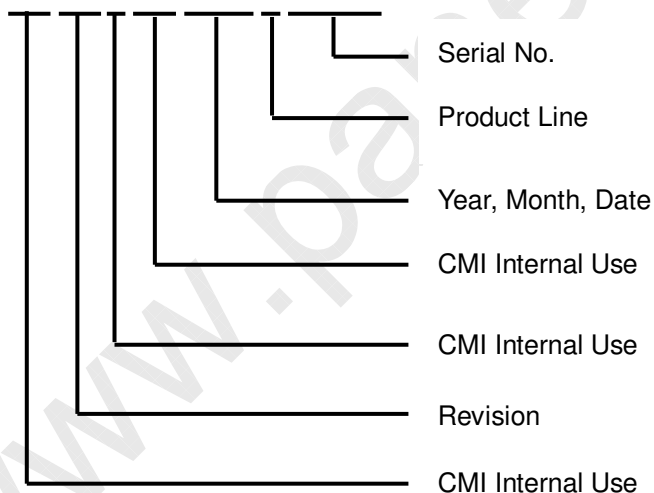 Serial No.
Product Line
Year, Month, Date
CMI Internal Use
CMI Internal Use
Revision
CMI Internal Use